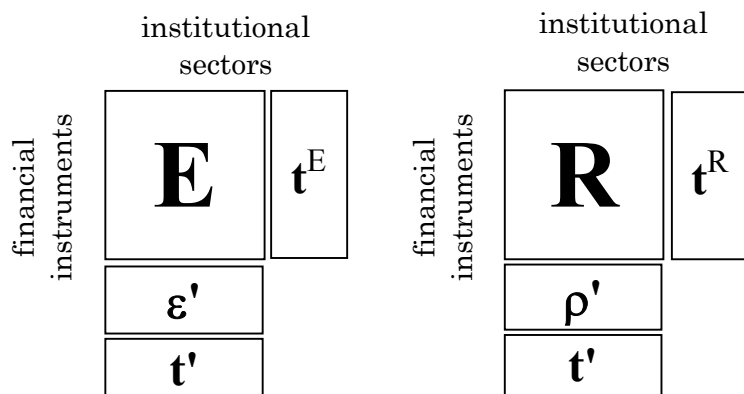 institutional
sectors
financial
instruments
E
t^E
ε'
t'
institutional
sectors
financial
instruments
R
t^R
ρ'
t'